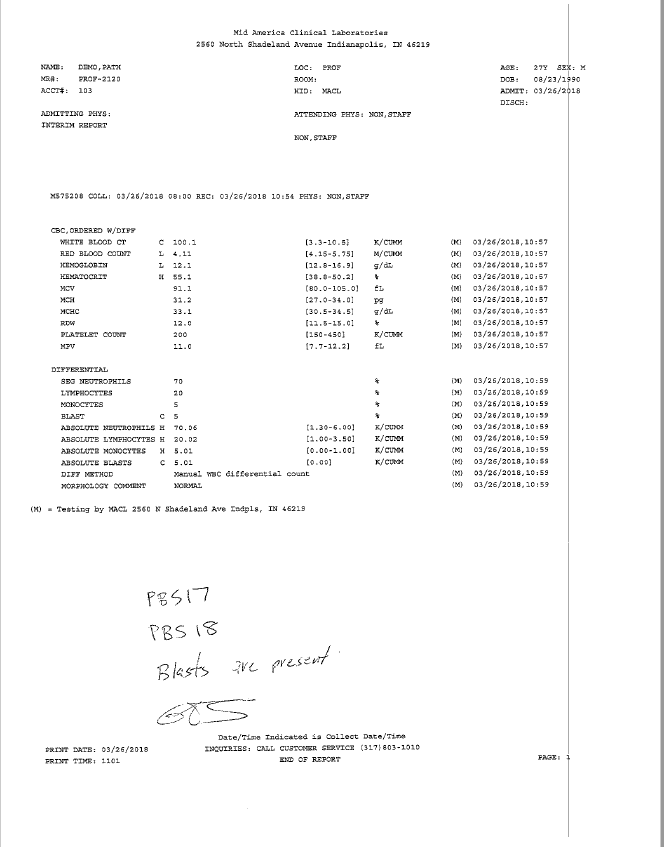 Mid America Clinical Laboratories
2560 North Shadeland Avenue Indianapolis, IN 46219
NAME: DEMO,PATH LOC: PROF AGE: 27Y SEX: M
MR#: PROF-2120 ROOM: DOB: 08/23/1990
ACCT#: 103 HID: MACL ADMIT: 03/26/2018
DISCH:
ADMITTING PHYS: ATTENDING PHYS: NON,STAFF
INTERIM REPORT
NON,STAFF
M575208 COLL: 03/26/2018 08:00 REC: 03/26/2018 10:54 PHYS: NON,STAFF
CBC,ORDERED W/DIFF
WHITE BLOOD CT C 100.1 [3.3-10.5] K/CUMM (M) 03/26/2018,10:57
RED BLOOD COUNT L 4.11 [4.15-5.75] M/CUMM (M) 03/26/2018,10:57
HEMOGLOBIN L 12.1 [12.8-16.9] g/dL (M) 03/26/2018,10:57
HEMATOCRIT H 55.1 [38.8-50.2] % (M) 03/26/2018,10:57
MCV 91.1 [80.0-105.0] fL (M) 03/26/2018,10:57
MCH 31.2 [27.0-34.0] pg (M) 03/26/2018,10:57
MCHC 33.1 [30.5-34.5] g/dL (M) 03/26/2018,10:57
RDW 12.0 [11.5-15.0] % (M) 03/26/2018,10:57
PLATELET COUNT 200 [150-450] K/CUMM (M) 03/26/2018,10:57
MPV 11.0 [7.7-12.2] fL (M) 03/26/2018,10:57
DIFFERENTIAL
SEG NEUTROPHILS 70 % (M) 03/26/2018,10:59
LYMPHOCYTES 20 % (M) 03/26/2018,10:59
MONOCYTES 5 % (M) 03/26/2018,10:59
BLAST C 5 % (M) 03/26/2018,10:59
ABSOLUTE NEUTROPHILS H 70.06 [1.30-6.00] K/CUMM (M) 03/26/2018,10:59
ABSOLUTE LYMPHOCYTES H 20.02 [1.00-3.50] K/CUMM (M) 03/26/2018,10:59
ABSOLUTE MONOCYTES H 5.01 [0.00-1.00] K/CUMM (M) 03/26/2018,10:59
ABSOLUTE BLASTS C 5.01 [0.00] K/CUMM (M) 03/26/2018,10:59
DIFF METHOD Manual WBC differential count (M) 03/26/2018,10:59
MORPHOLOGY COMMENT NORMAL (M) 03/26/2018,10:59
(M) = Testing by MACL 2560 N Shadeland Ave Indpls, IN 46219
PBS17
PBS 18
Blasts are present
Date/Time Indicated is Collect Date/Time
PRINT DATE: 03/26/2018 INQUIRIES: CALL CUSTOMER SERVICE (317)803-1010
PRINT TIME: 1101 END OF REPORT PAGE: 1